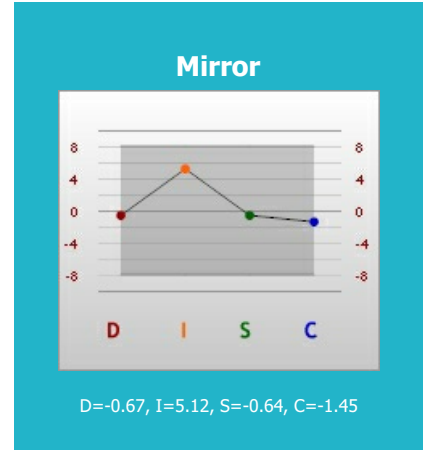 Mirror
8 8
4 4
0 0
-4 -4
-8 -8
D I S C
D=-0.67, I=5.12, S=-0.64, C=-1.45